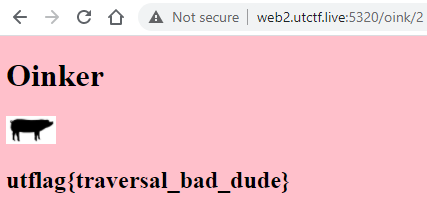 Not secure | web2.utctf.live:5320/oink/2
Oinker
utflag{traversal_bad_dude}